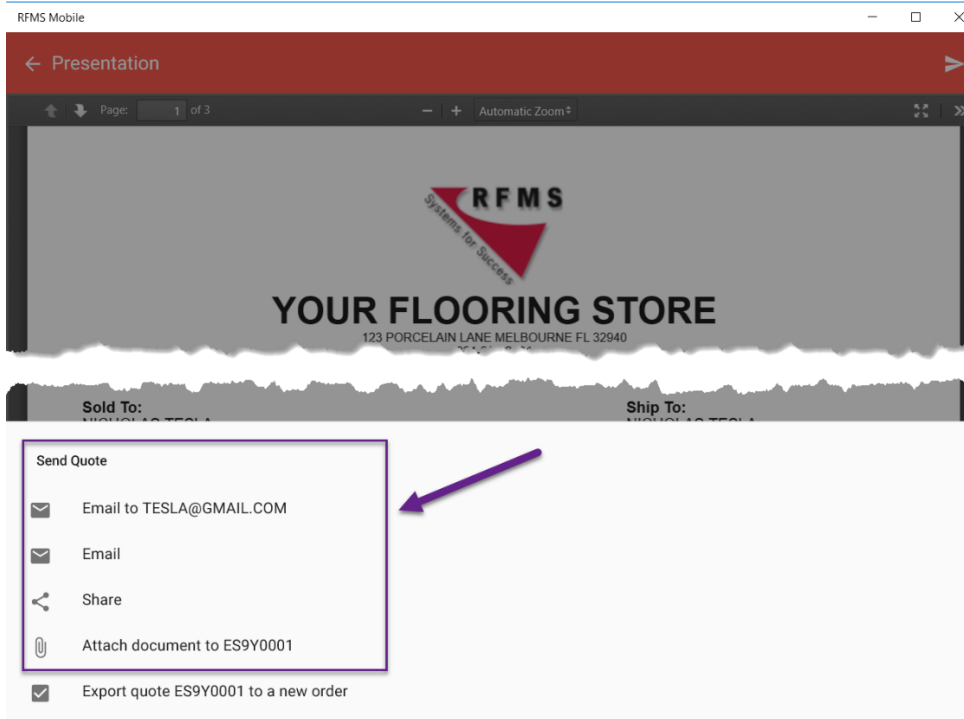 RFMS Mobile
Presentation
Page: 1 of 3
Automatic Zoom
RFMS
Systems for Success
YOUR FLOORING STORE
123 PORCELAIN LANE MELBOURNE FL 32940
Sold To:
Ship To:
Send Quote
Email to TESLA@GMAIL.COM
Email
Share
Attach document to ES9Y0001
Export quote ES9Y0001 to a new order